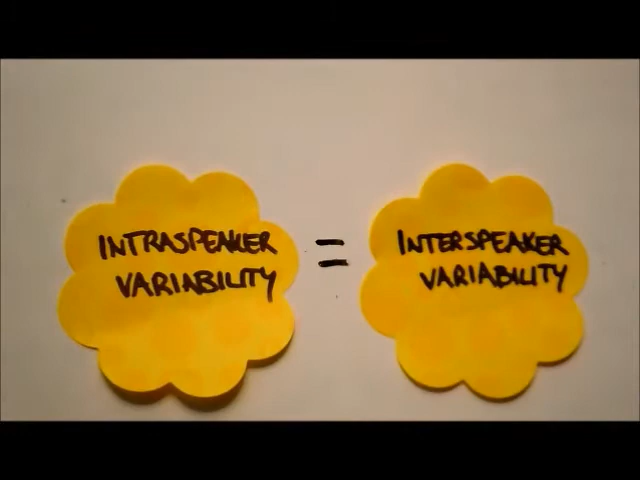 INTRASPEAKER
VARIABILITY
=
INTERSPEAKER
VARIABILITY